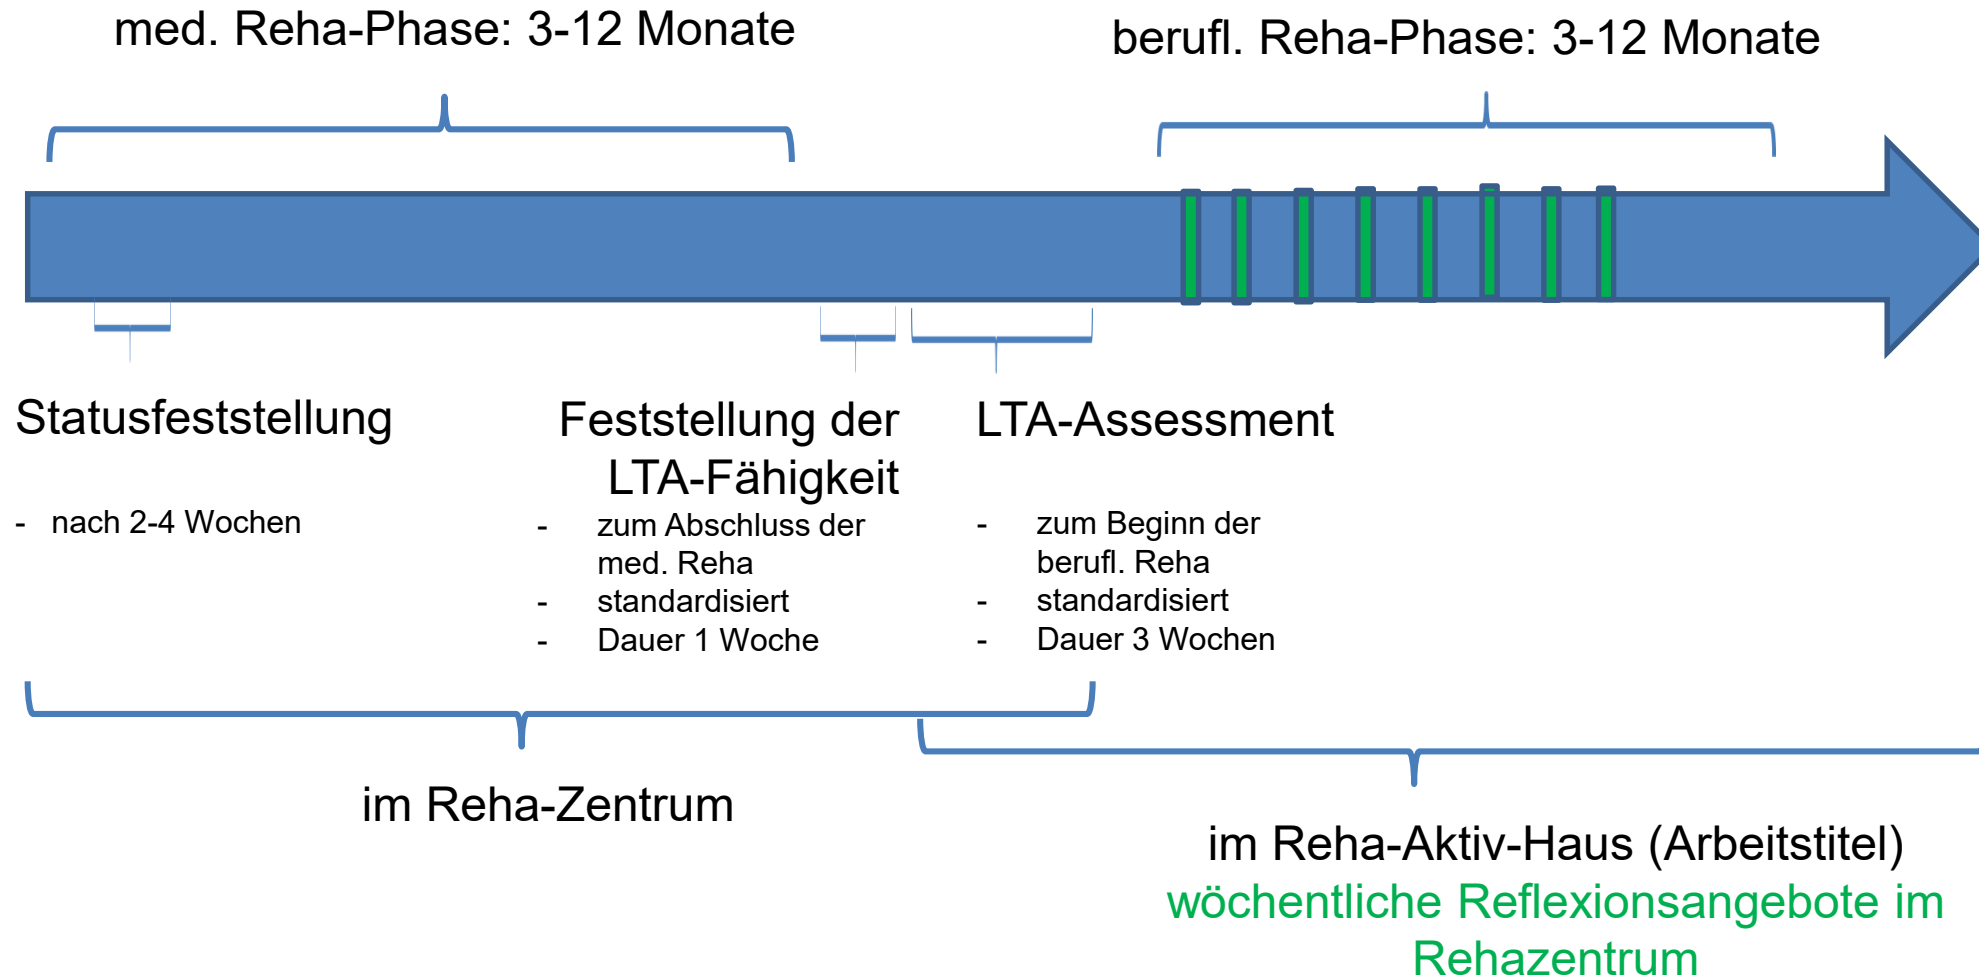 med. Reha-Phase: 3-12 Monate
berufl. Reha-Phase: 3-12 Monate
Statusfeststellung
- nach 2-4 Wochen
Feststellung der
LTA-Fähigkeit
- zum Abschluss der
med. Reha
- standardisiert
- Dauer 1 Woche
LTA-Assessment
- zum Beginn der
berufl. Reha
- standardisiert
- Dauer 3 Wochen
im Reha-Zentrum
im Reha-Aktiv-Haus (Arbeitstitel)
wöchentliche Reflexionsangebote im
Rehazentrum